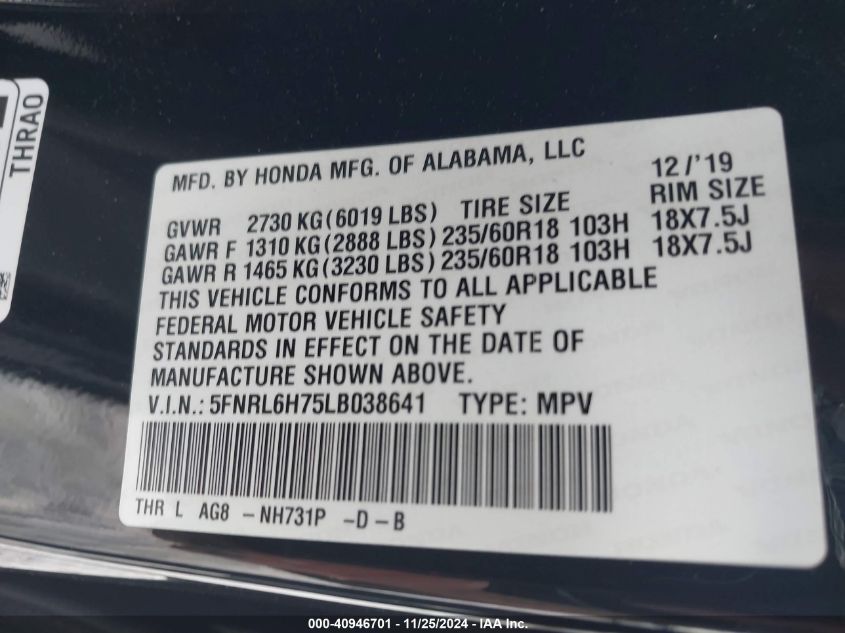 THRAO
MFD. BY HONDA MFG. OF ALABAMA, LLC 12/'19
GVWR 2730 KG(6019 LBS) TIRE SIZE RIM SIZE
GAWR F 1310 KG(2888 LBS) 235/60R18 103H 18X7.5J
GAWR R 1465 KG(3230 LBS) 235/60R18 103H 18X7.5J
THIS VEHICLE CONFORMS TO ALL APPLICABLE
FEDERAL MOTOR VEHICLE SAFETY
STANDARDS IN EFFECT ON THE DATE OF
MANUFACTURE SHOWN ABOVE.
V.I.N.: 5FNRL6H75LB038641 TYPE: MPV
THR L AG8 -NH731P -D-B
000-40946701 - 11/25/2024 - IAA Inc.